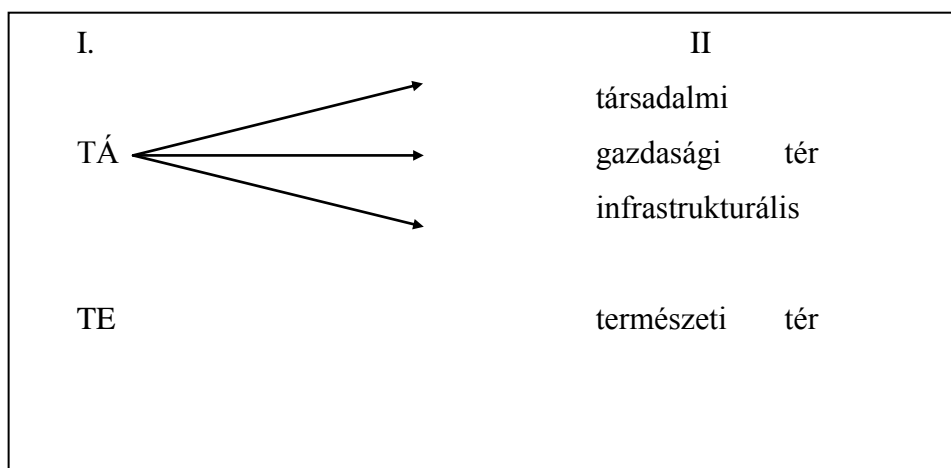 I. II
társadalmi
TÁ gazdasági tér
infrastrukturális
TE természeti tér